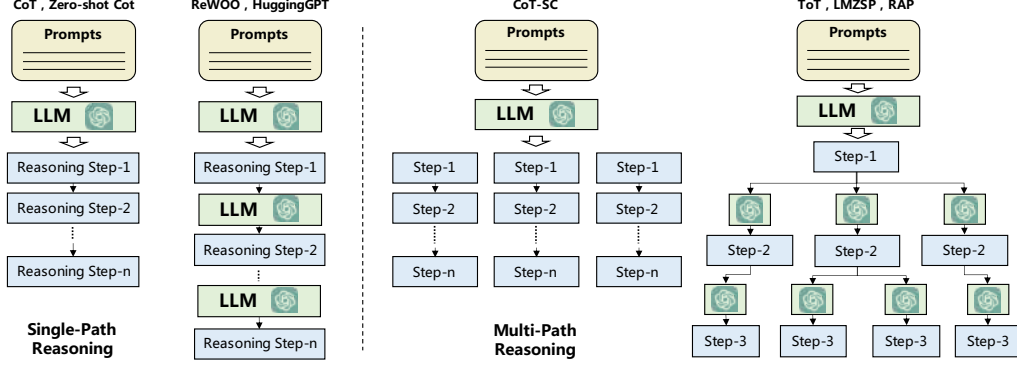 CoT , Zero-shot Cot
Prompts
LLM
Reasoning Step-1
Reasoning Step-2
Reasoning Step-n
Single-Path
Reasoning
ReWOO , HuggingGPT
Prompts
LLM
Reasoning Step-1
LLM
Reasoning Step-2
LLM
Reasoning Step-n
CoT-SC
Prompts
LLM
Step-1 Step-1 Step-1
Step-2 Step-2 Step-2
Step-n Step-n Step-n
Multi-Path
Reasoning
ToT , LMZSP , RAP
Prompts
LLM
Step-1
Step-2 Step-2 Step-2
Step-3 Step-3 Step-3 Step-3